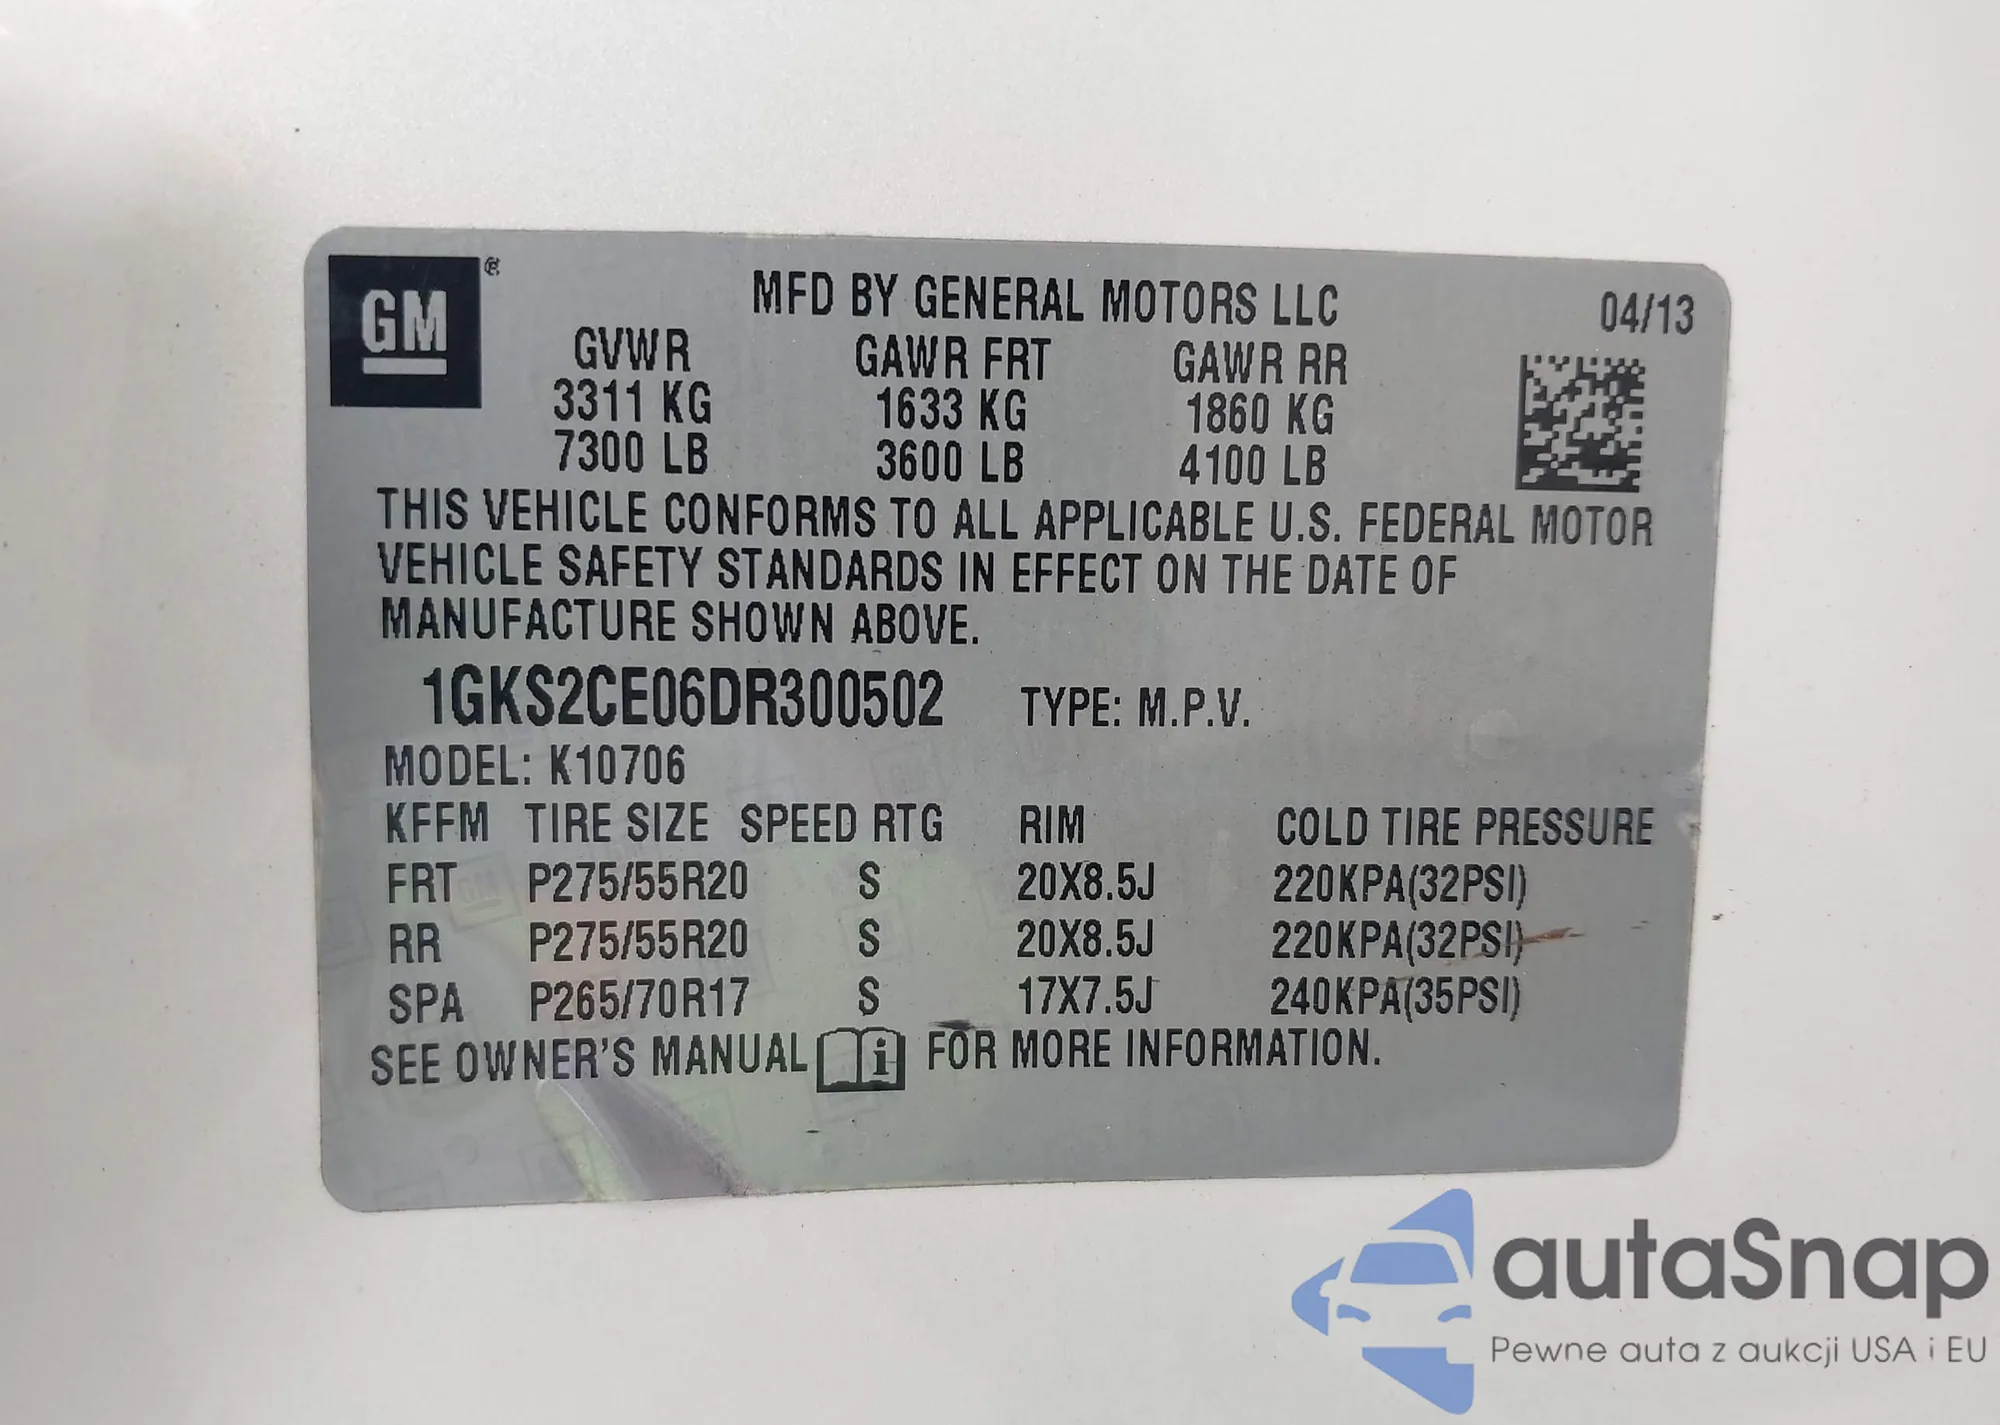 GM®
MFD BY GENERAL MOTORS LLC 04/13
GVWR GAWR FRT GAWR RR
3311 KG 1633 KG 1860 KG
7300 LB 3600 LB 4100 LB
THIS VEHICLE CONFORMS TO ALL APPLICABLE U.S. FEDERAL MOTOR
VEHICLE SAFETY STANDARDS IN EFFECT ON THE DATE OF
MANUFACTURE SHOWN ABOVE.
1GKS2CE06DR300502 TYPE: M.P.V.
MODEL: K10706
KFFM TIRE SIZE SPEED RTG RIM COLD TIRE PRESSURE
FRT P275/55R20 S 20X8.5J 220KPA(32PSI)
RR P275/55R20 S 20X8.5J 220KPA(32PSI)
SPA P265/70R17 S 17X7.5J 240KPA(35PSI)
SEE OWNER'S MANUAL i FOR MORE INFORMATION.
autaSnap
Pewne auta z aukcji USA i EU